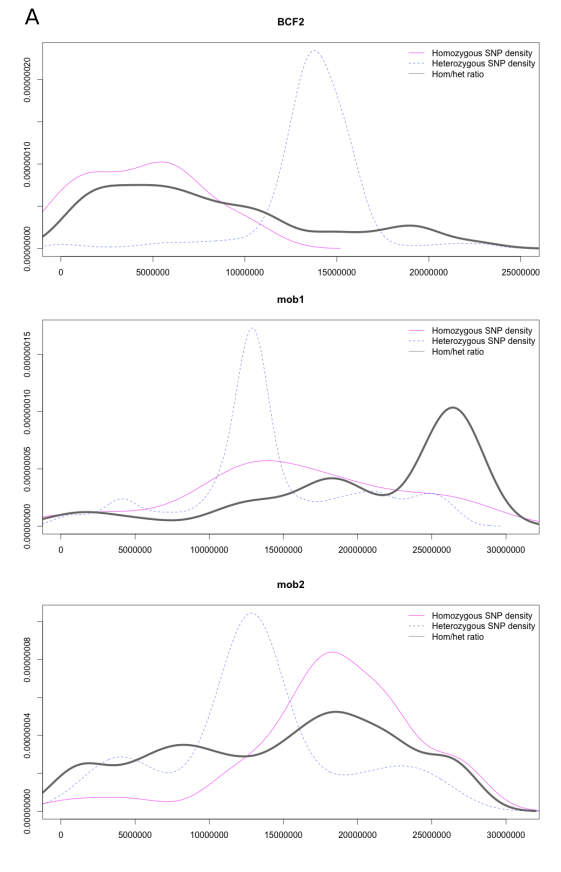 A
BCF2
Homozygous SNP density
Heterozygous SNP density
Hom/het ratio
0.00000020
0.00000010
0.00000000
0 5000000 10000000 15000000 20000000 25000000
mob1
Homozygous SNP density
Heterozygous SNP density
Hom/het ratio
0.00000015
0.00000010
0.00000005
0.00000000
0 5000000 10000000 15000000 20000000 25000000 30000000
mob2
Homozygous SNP density
Heterozygous SNP density
Hom/het ratio
0.00000008
0.00000004
0.00000000
0 5000000 10000000 15000000 20000000 25000000 30000000